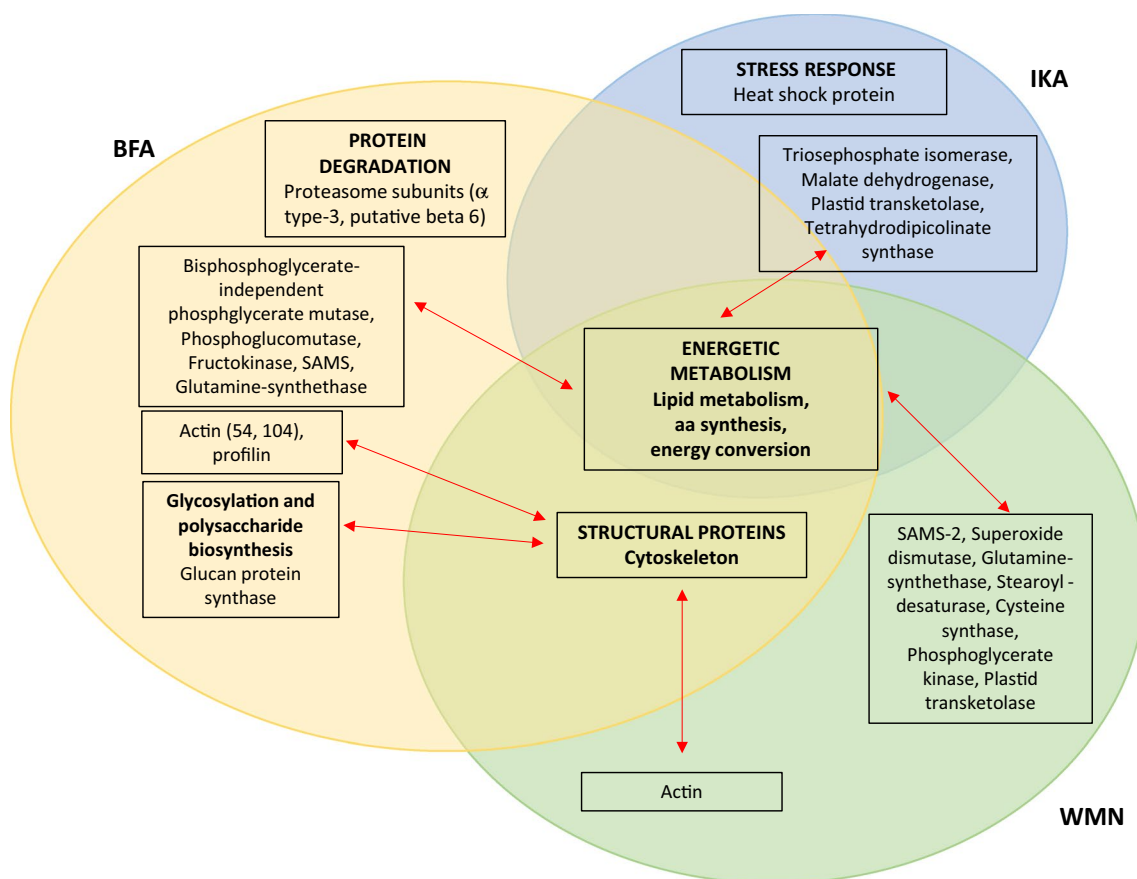 STRESS RESPONSE
Heat shock protein
IKA
BFA
PROTEIN
DEGRADATION
Proteasome subunits (α
type-3, putative beta 6)
Triosephosphate isomerase,
Malate dehydrogenase,
Plastid transketolase,
Tetrahydrodipicolinate
synthase
Bisphosphoglycerate-
independent
phosphglycerate mutase,
Phosphoglucomutase,
Fructokinase, SAMS,
Glutamine-synthethase
ENERGETIC
METABOLISM
Lipid metabolism,
aa synthesis,
energy conversion
Actin (54, 104),
profilin
Glycosylation and
polysaccharide
biosynthesis
Glucan protein
synthase
STRUCTURAL PROTEINS
Cytoskeleton
SAMS-2, Superoxide
dismutase, Glutamine-
synthethase, Stearoyl -
desaturase, Cysteine
synthase,
Phosphoglycerate
kinase, Plastid
transketolase
Actin
WMN